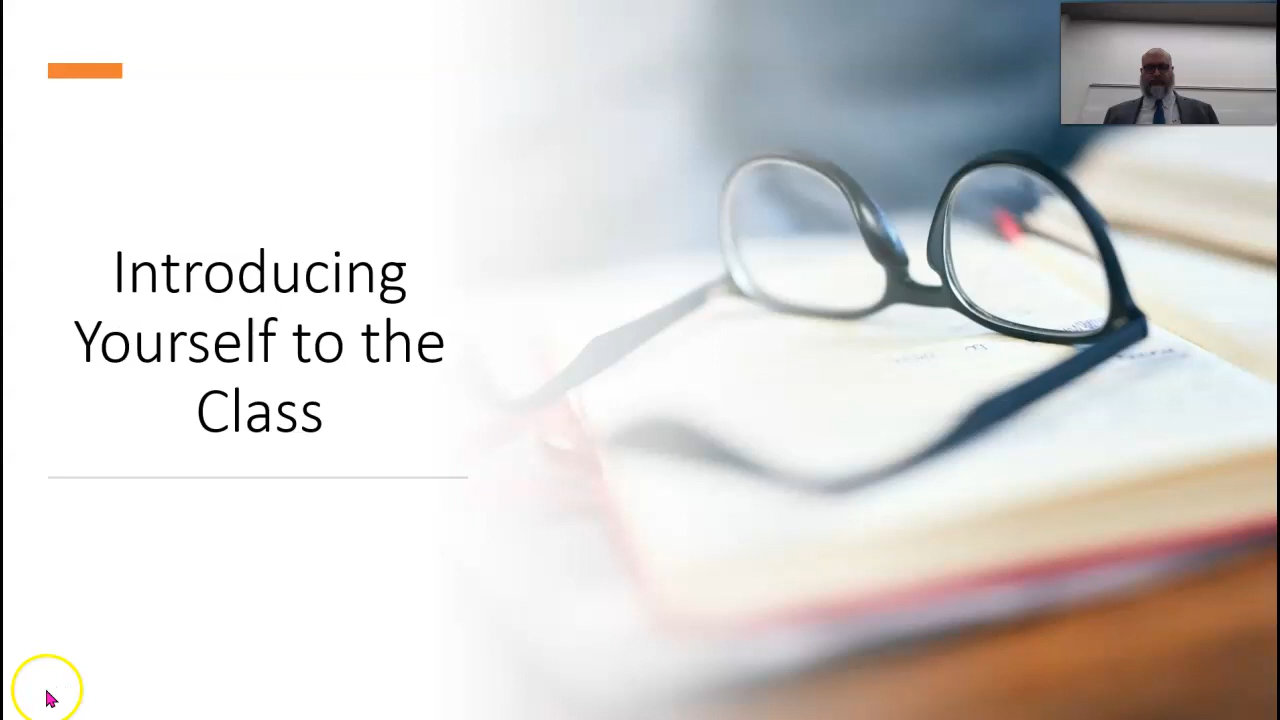 Introducing
Yourself to the
Class